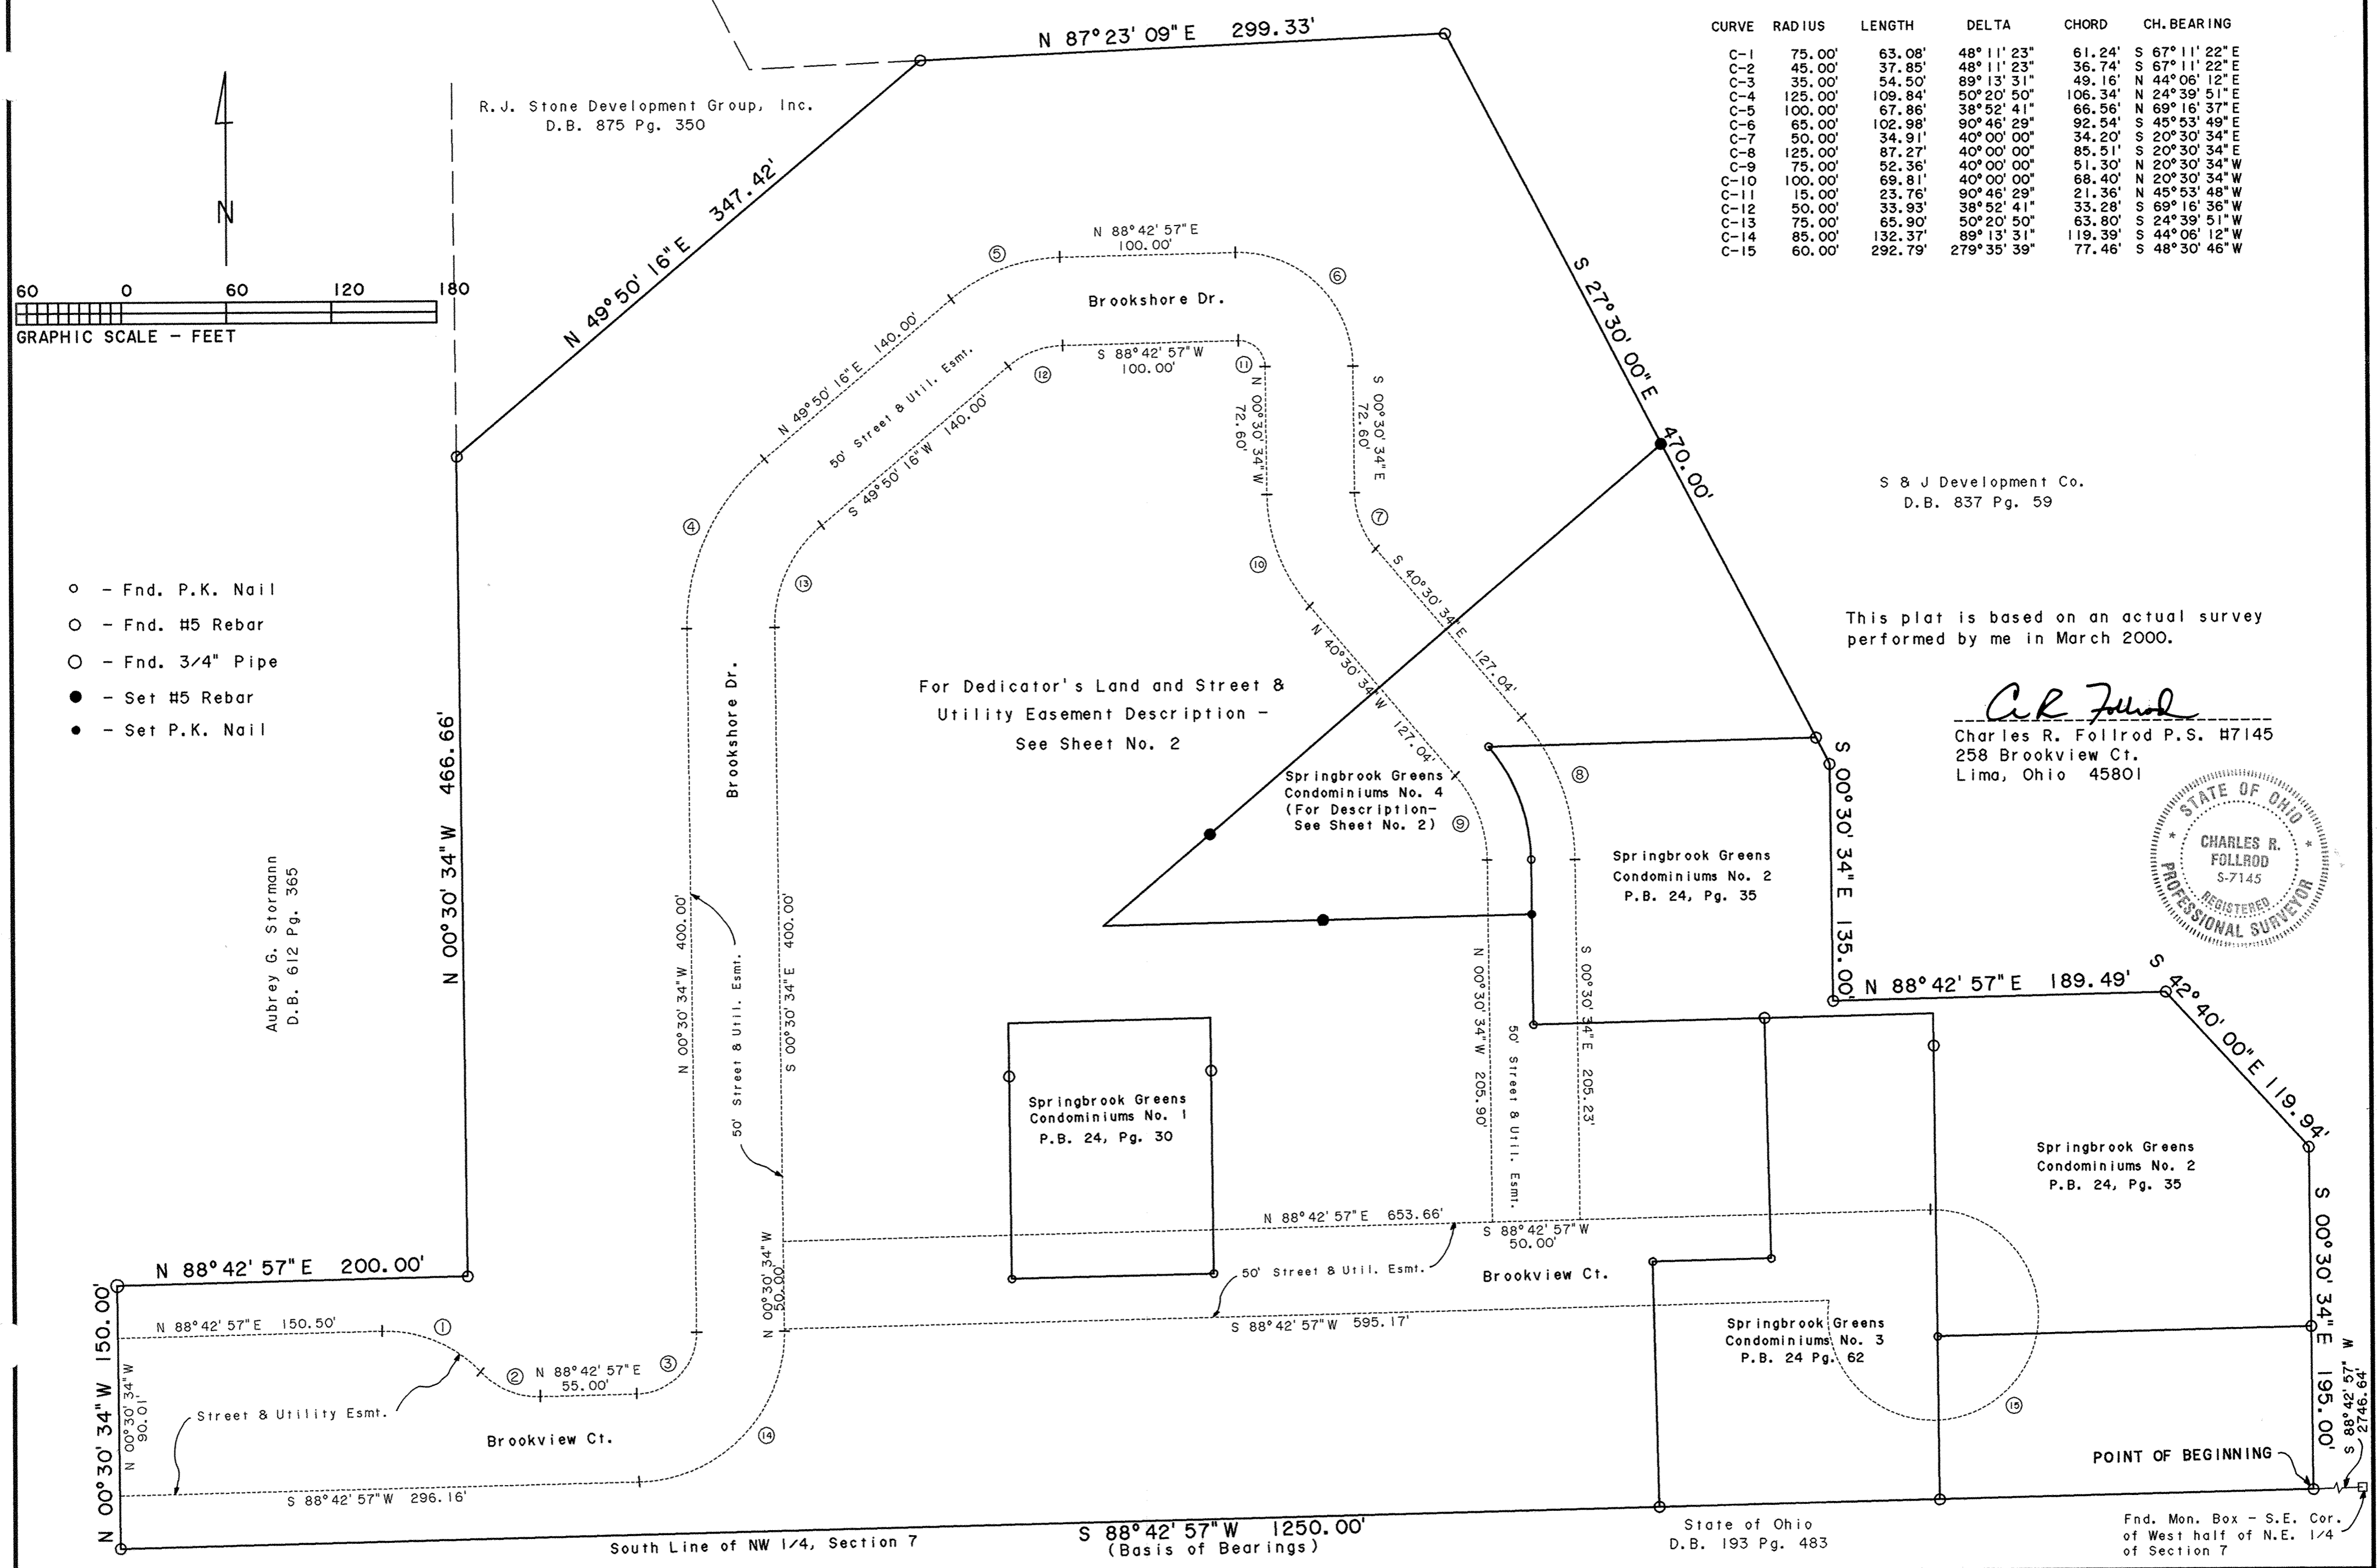 N 87°23'09"E 299.33'
CURVE RADIUS LENGTH DELTA CHORD CH.BEARING
C-1 75.00' 63.08' 48°11'23" 61.24' S 67°11'22"E
C-2 45.00' 37.85' 48°11'23" 36.74' S 67°11'22"E
C-3 35.00' 54.50' 89°13'31" 49.16' N 44°06'12"E
C-4 125.00' 109.84' 50°20'50" 106.34' N 24°39'51"E
C-5 100.00' 67.86' 38°52'41" 66.56' N 69°16'37"E
C-6 65.00' 102.98' 90°46'29" 92.54' S 45°53'49"E
C-7 50.00' 34.91' 40°00'00" 34.20' S 20°30'34"E
C-8 125.00' 87.27' 40°00'00" 85.51' S 20°30'34"E
C-9 75.00' 52.36' 40°00'00" 51.30' N 20°30'34"W
C-10 100.00' 69.81' 40°00'00" 68.40' N 20°30'34"W
C-11 15.00' 23.76' 90°46'29" 21.36' N 45°53'48"W
C-12 50.00' 33.93' 38°52'41" 33.28' S 69°16'36"W
C-13 75.00' 65.90' 50°20'50" 63.80' S 24°39'51"W
C-14 85.00' 132.37' 89°13'31" 119.39' S 44°06'12"W
C-15 60.00' 292.79' 279°35'39" 77.46' S 48°30'46"W
R.J. Stone Development Group, Inc.
D.B. 875 Pg. 350
N
60 0 60 120 180
GRAPHIC SCALE - FEET
N 49°50'16"E 347.42'
N 88°42'57"E
100.00'
5
6
Brookshore Dr.
S 27°30'00"E 470.00'
N 49°50'16"E 140.00'
50' Street & Util. Esmt.
S 49°50'16"W 140.00'
12
S 88°42'57"W
100.00'
11
N 00°30'34"W
72.60'
S 00°30'34"E
72.60'
S & J Development Co.
D.B. 837 Pg. 59
4
7
10
13
○ - Fnd. P.K. Nail
○ - Fnd. #5 Rebar
○ - Fnd. 3/4" Pipe
● - Set #5 Rebar
● - Set P.K. Nail
S 40°30'34"E 127.04'
N 40°30'34"W 127.04'
This plat is based on an actual survey
performed by me in March 2000.
C R Follrod
Charles R. Follrod P.S. #7145
258 Brookview Ct.
Lima, Ohio 45801
STATE OF OHIO
CHARLES R.
FOLLROD
S-7145
REGISTERED
PROFESSIONAL SURVEYOR
For Dedicator's Land and Street &
Utility Easement Description -
See Sheet No. 2
Brookshore Dr.
N 00°30'34"W 466.66'
Springbrook Greens
Condominiums No. 4
(For Description-
See Sheet No. 2)
9
8
Springbrook Greens
Condominiums No. 2
P.B. 24, Pg. 35
S 00°30'34"E 135.00'
Aubrey G. Stormann
D.B. 612 Pg. 365
N 00°30'34"W 400.00'
50' Street & Util. Esmt.
S 00°30'34"E 400.00'
N 00°30'34"W 205.90'
50' Street & Util. Esmt.
S 00°30'34"E 205.23'
N 88°42'57"E 189.49'
S 42°40'00"E 119.94'
Springbrook Greens
Condominiums No. 1
P.B. 24, Pg. 30
Springbrook Greens
Condominiums No. 2
P.B. 24, Pg. 35
N 88°42'57"E 653.66'
S 88°42'57"W
50.00'
N 88°42'57"E 200.00'
N 00°30'34"W
50.00'
50' Street & Util. Esmt.
Brookview Ct.
S 00°30'34"E 195.00'
N 00°30'34"W 150.00'
N 88°42'57"E 150.50'
1
2
N 88°42'57"E
55.00'
3
S 88°42'57"W 595.17'
Springbrook Greens
Condominiums No. 3
P.B. 24 Pg. 62
15
N 00°30'34"W
90.01'
Street & Utility Esmt.
Brookview Ct.
14
S 88°42'57"W
2746.64'
POINT OF BEGINNING
S 88°42'57"W 296.16'
South Line of NW 1/4, Section 7
S 88°42'57"W 1250.00'
(Basis of Bearings)
State of Ohio
D.B. 193 Pg. 483
Fnd. Mon. Box - S.E. Cor.
of West half of N.E. 1/4
of Section 7